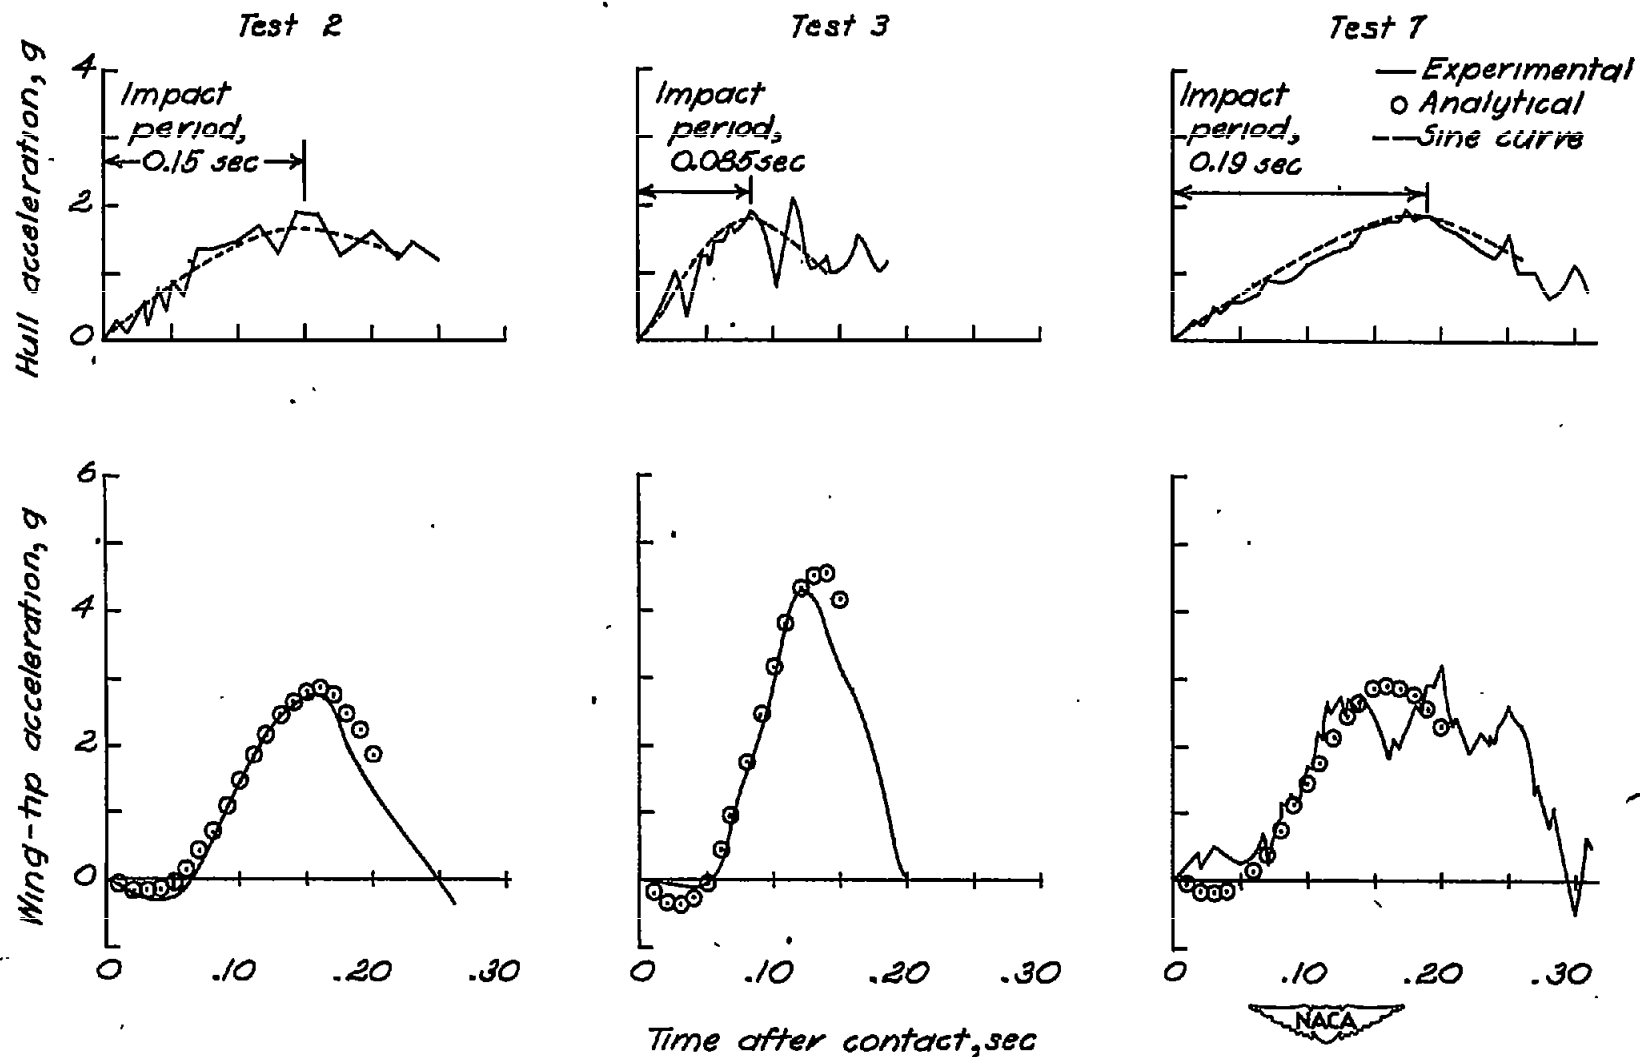 Test 2
Test 3
Test 7
Hull acceleration, g
4
2
0
Impact
period,
0.15 sec
Impact
period,
0.085 sec
Impact
period,
0.19 sec
Experimental
Analytical
Sine curve
Wing-tip acceleration, g
6
4
2
0
0 .10 .20 .30
0 .10 .20 .30
0 .10 .20 .30
Time after contact, sec
NACA